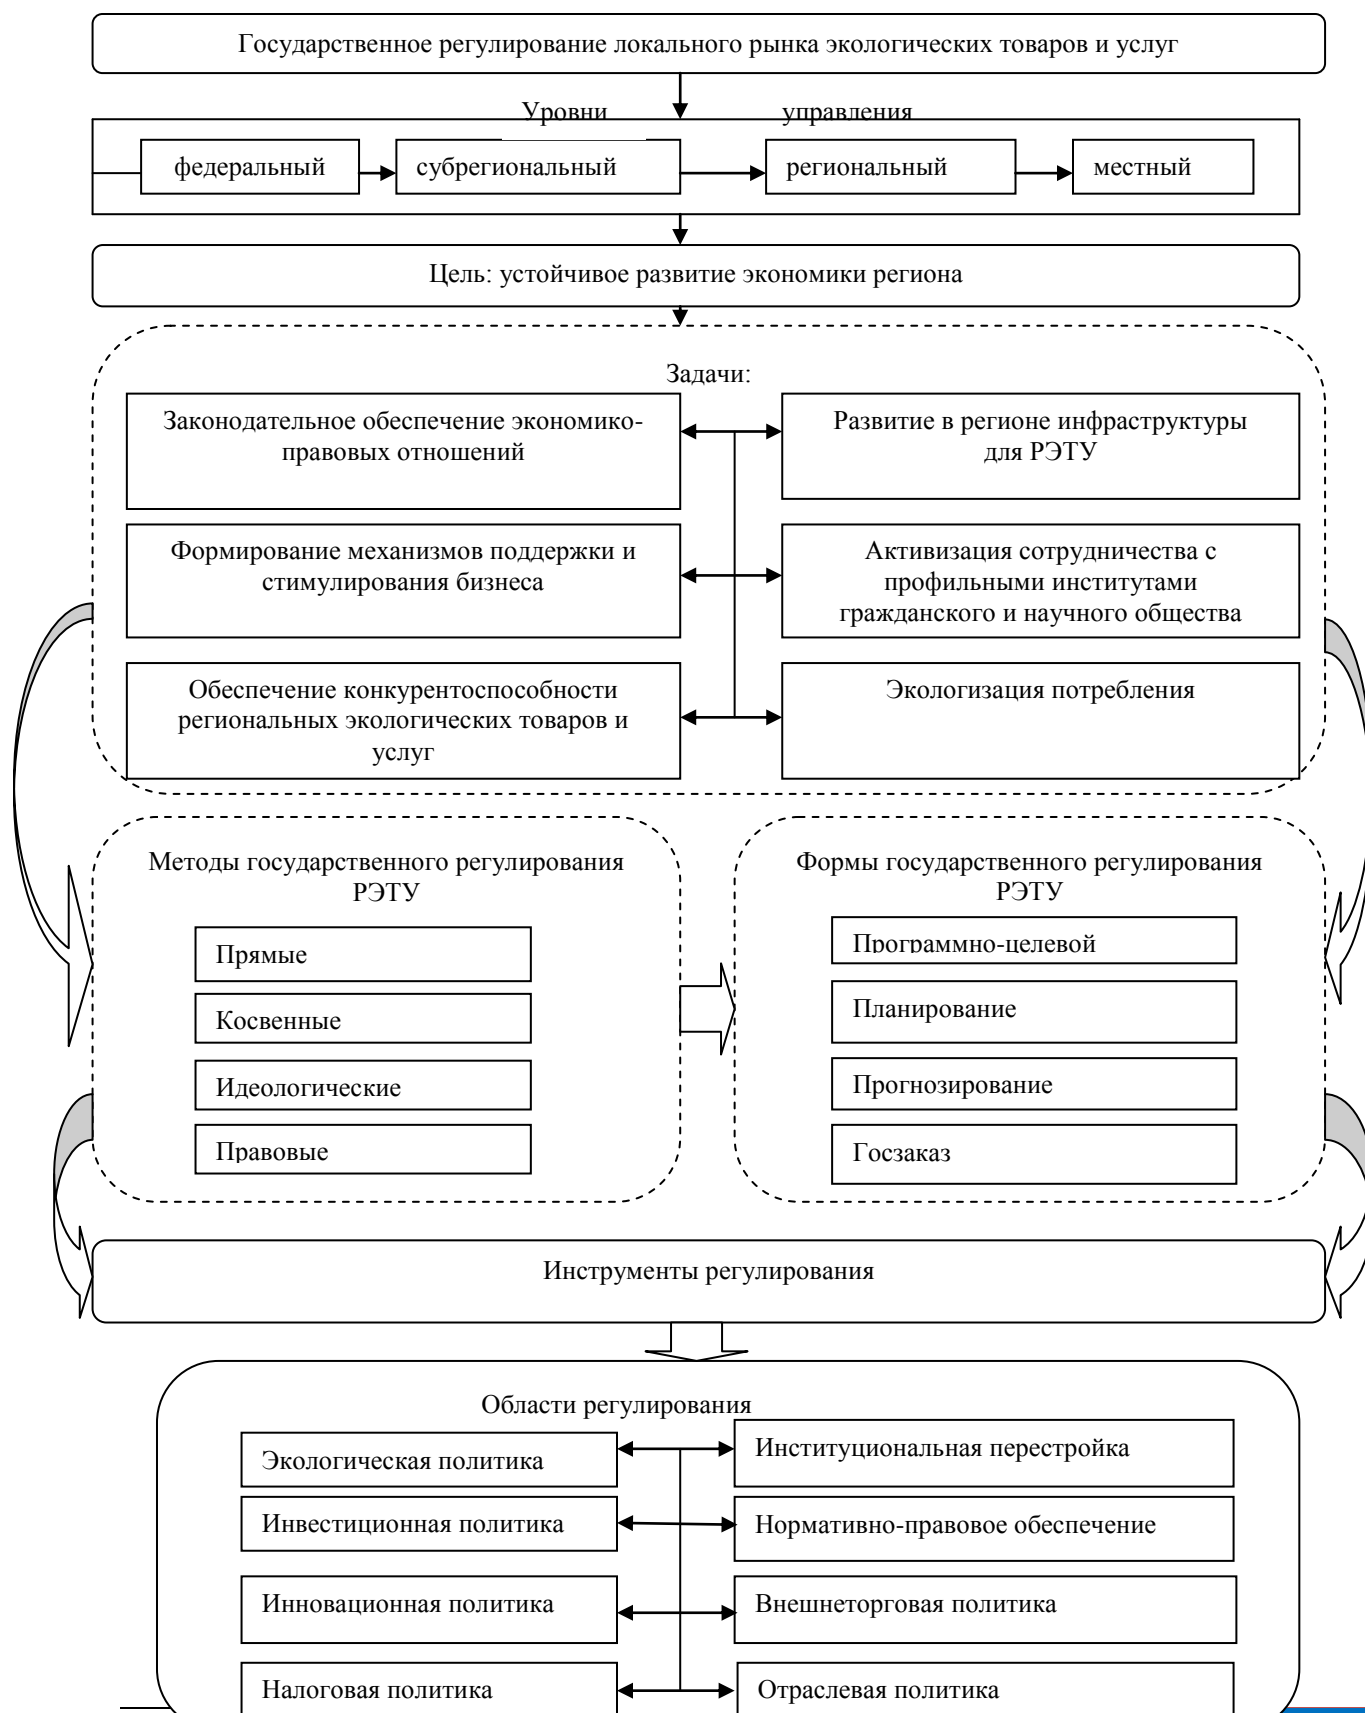 Государственное регулирование локального рынка экологических товаров и услуг
Уровни управления
федеральный
субрегиональный
региональный
местный
Цель: устойчивое развитие экономики региона
Задачи:
Законодательное обеспечение экономико-
правовых отношений
Развитие в регионе инфраструктуры
для РЭТУ
Формирование механизмов поддержки и
стимулирования бизнеса
Активизация сотрудничества с
профильными институтами
гражданского и научного общества
Обеспечение конкурентоспособности
региональных экологических товаров и
услуг
Экологизация потребления
Методы государственного регулирования
РЭТУ
Прямые
Косвенные
Идеологические
Правовые
Формы государственного регулирования
РЭТУ
Программно-целевой
Планирование
Прогнозирование
Госзаказ
Инструменты регулирования
Области регулирования
Экологическая политика
Институциональная перестройка
Инвестиционная политика
Нормативно-правовое обеспечение
Инновационная политика
Внешнеторговая политика
Налоговая политика
Отраслевая политика